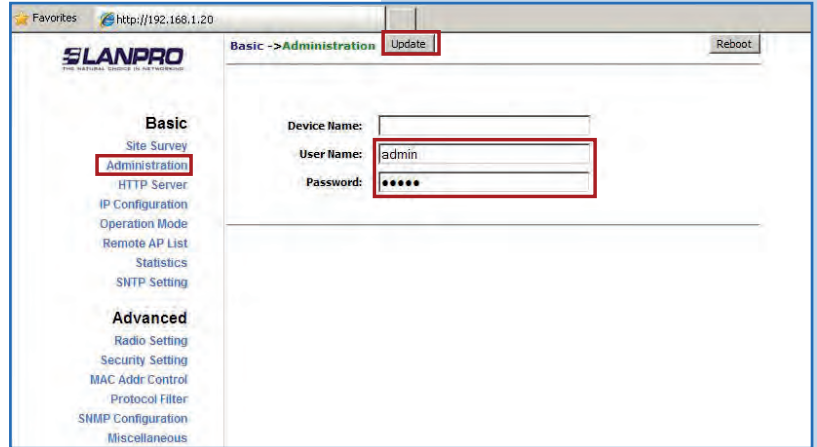 Favorites http://192.168.1.20
LANPRO
THE NATURAL CHOICE IN NETWORKING
Basic ->Administration Update Reboot
Basic
Site Survey
Administration
HTTP Server
IP Configuration
Operation Mode
Remote AP List
Statistics
SNTP Setting
Advanced
Radio Setting
Security Setting
MAC Addr Control
Protocol Filter
SNMP Configuration
Miscellaneous
Device Name:
User Name: admin
Password: •••••